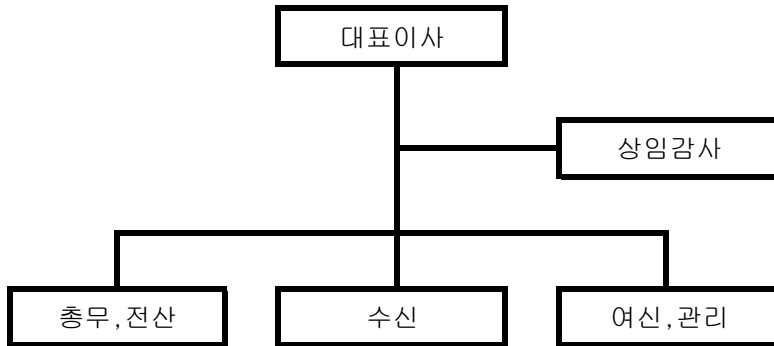 대표이사
상임감사
총무,전산
수신
여신,관리